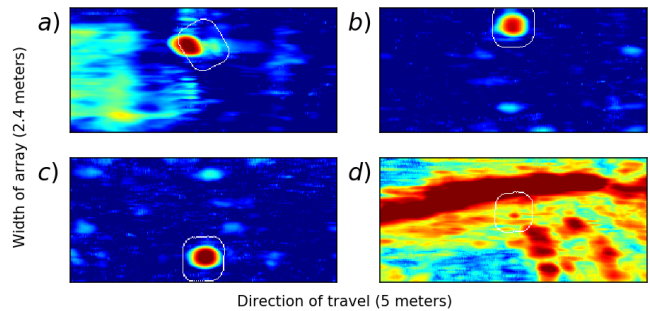 a)
b)
c)
d)
Width of array (2.4 meters)
Direction of travel (5 meters)